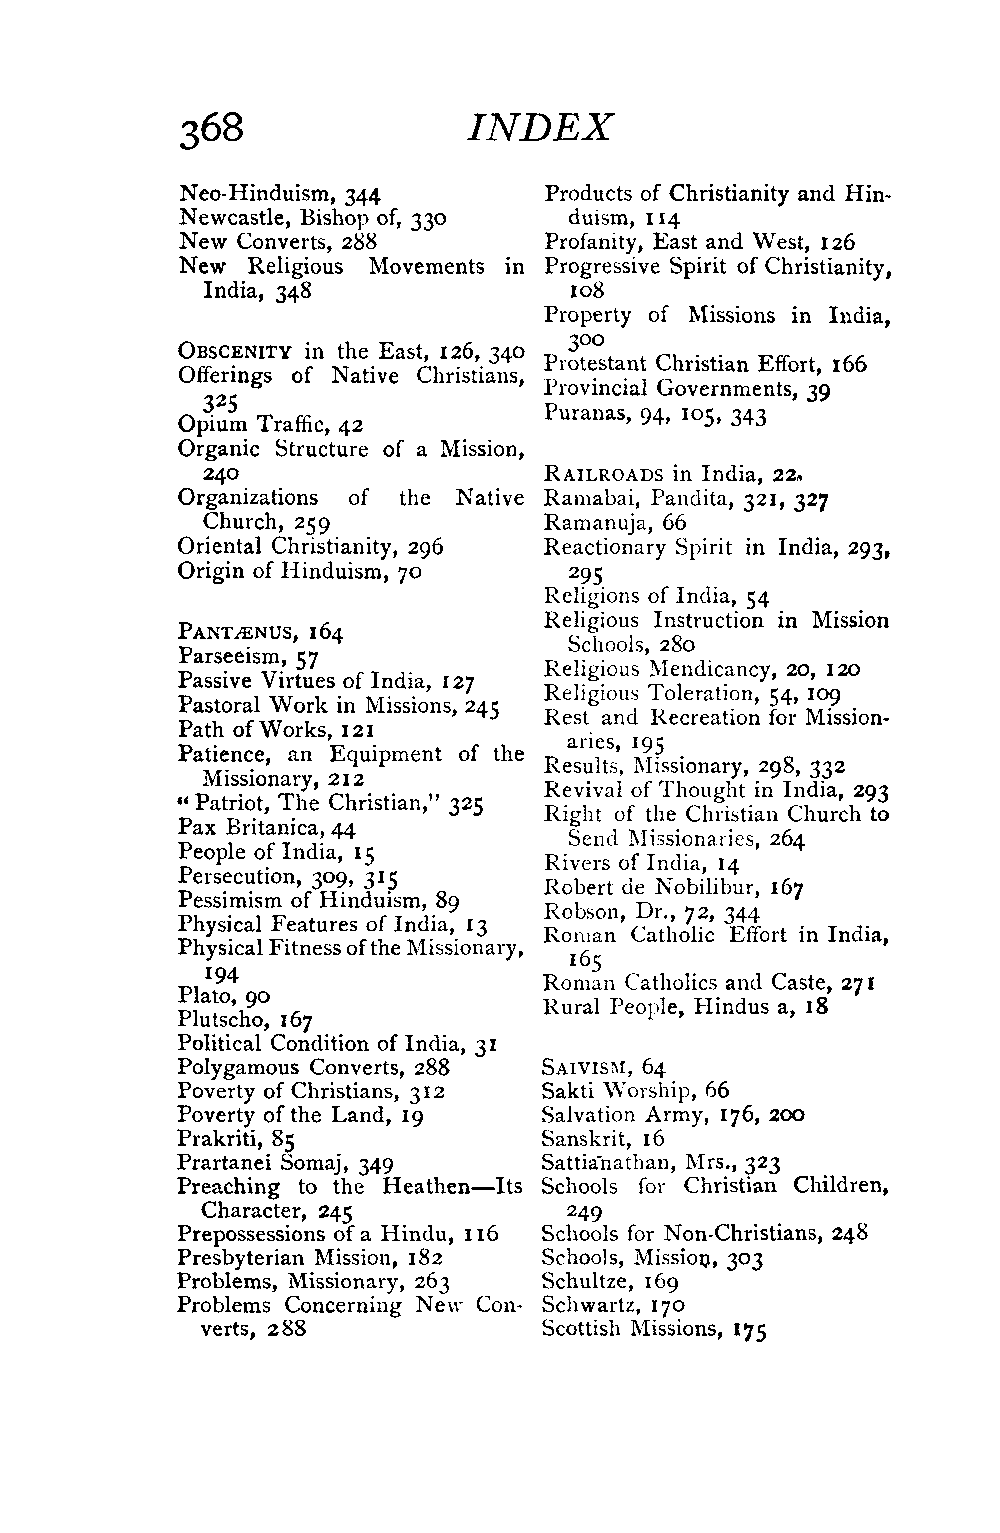 368 INDEX
Neo-Hinduism, 344
Newcastle, Bishop of, 330
New Converts, 288
New Religious Movements in
India, 348
OBSCENITY in the East, 126, 340
Offerings of Native Christians,
325
Opium Traffic, 42
Organic Structure of a Mission,
240
Organizations of the Native
Church, 259
Oriental Christianity, 296
Origin of Hinduism, 70
PANTÆNUS, 164
Parseeism, 57
Passive Virtues of India, 127
Pastoral Work in Missions, 245
Path of Works, 121
Patience, an Equipment of the
Missionary, 212
“Patriot, The Christian,” 325
Pax Britanica, 44
People of India, 15
Persecution, 309, 315
Pessimism of Hinduism, 89
Physical Features of India, 13
Physical Fitness of the Missionary,
194
Plato, 90
Plutscho, 167
Political Condition of India, 31
Polygamous Converts, 288
Poverty of Christians, 312
Poverty of the Land, 19
Prakriti, 85
Prartanei Somaj, 349
Preaching to the Heathen—Its
Character, 245
Prepossessions of a Hindu, 116
Presbyterian Mission, 182
Problems, Missionary, 263
Problems Concerning New Con-
verts, 288
Products of Christianity and Hin-
duism, 114
Profanity, East and West, 126
Progressive Spirit of Christianity,
108
Property of Missions in India,
300
Protestant Christian Effort, 166
Provincial Governments, 39
Puranas, 94, 105, 343
RAILROADS in India, 22.
Ramabai, Pandita, 321, 327
Ramanuja, 66
Reactionary Spirit in India, 293,
295
Religions of India, 54
Religious Instruction in Mission
Schools, 280
Religious Mendicancy, 20, 120
Religious Toleration, 54, 109
Rest and Recreation for Mission-
aries, 195
Results, Missionary, 298, 332
Revival of Thought in India, 293
Right of the Christian Church to
Send Missionaries, 264
Rivers of India, 14
Robert de Nobilibur, 167
Robson, Dr., 72, 344
Roman Catholic Effort in India,
165
Roman Catholics and Caste, 271
Rural People, Hindus a, 18
SAIVISM, 64
Sakti Worship, 66
Salvation Army, 176, 200
Sanskrit, 16
Sattianathan, Mrs., 323
Schools for Christian Children,
249
Schools for Non-Christians, 248
Schools, Mission, 303
Schultze, 169
Schwartz, 170
Scottish Missions, 175